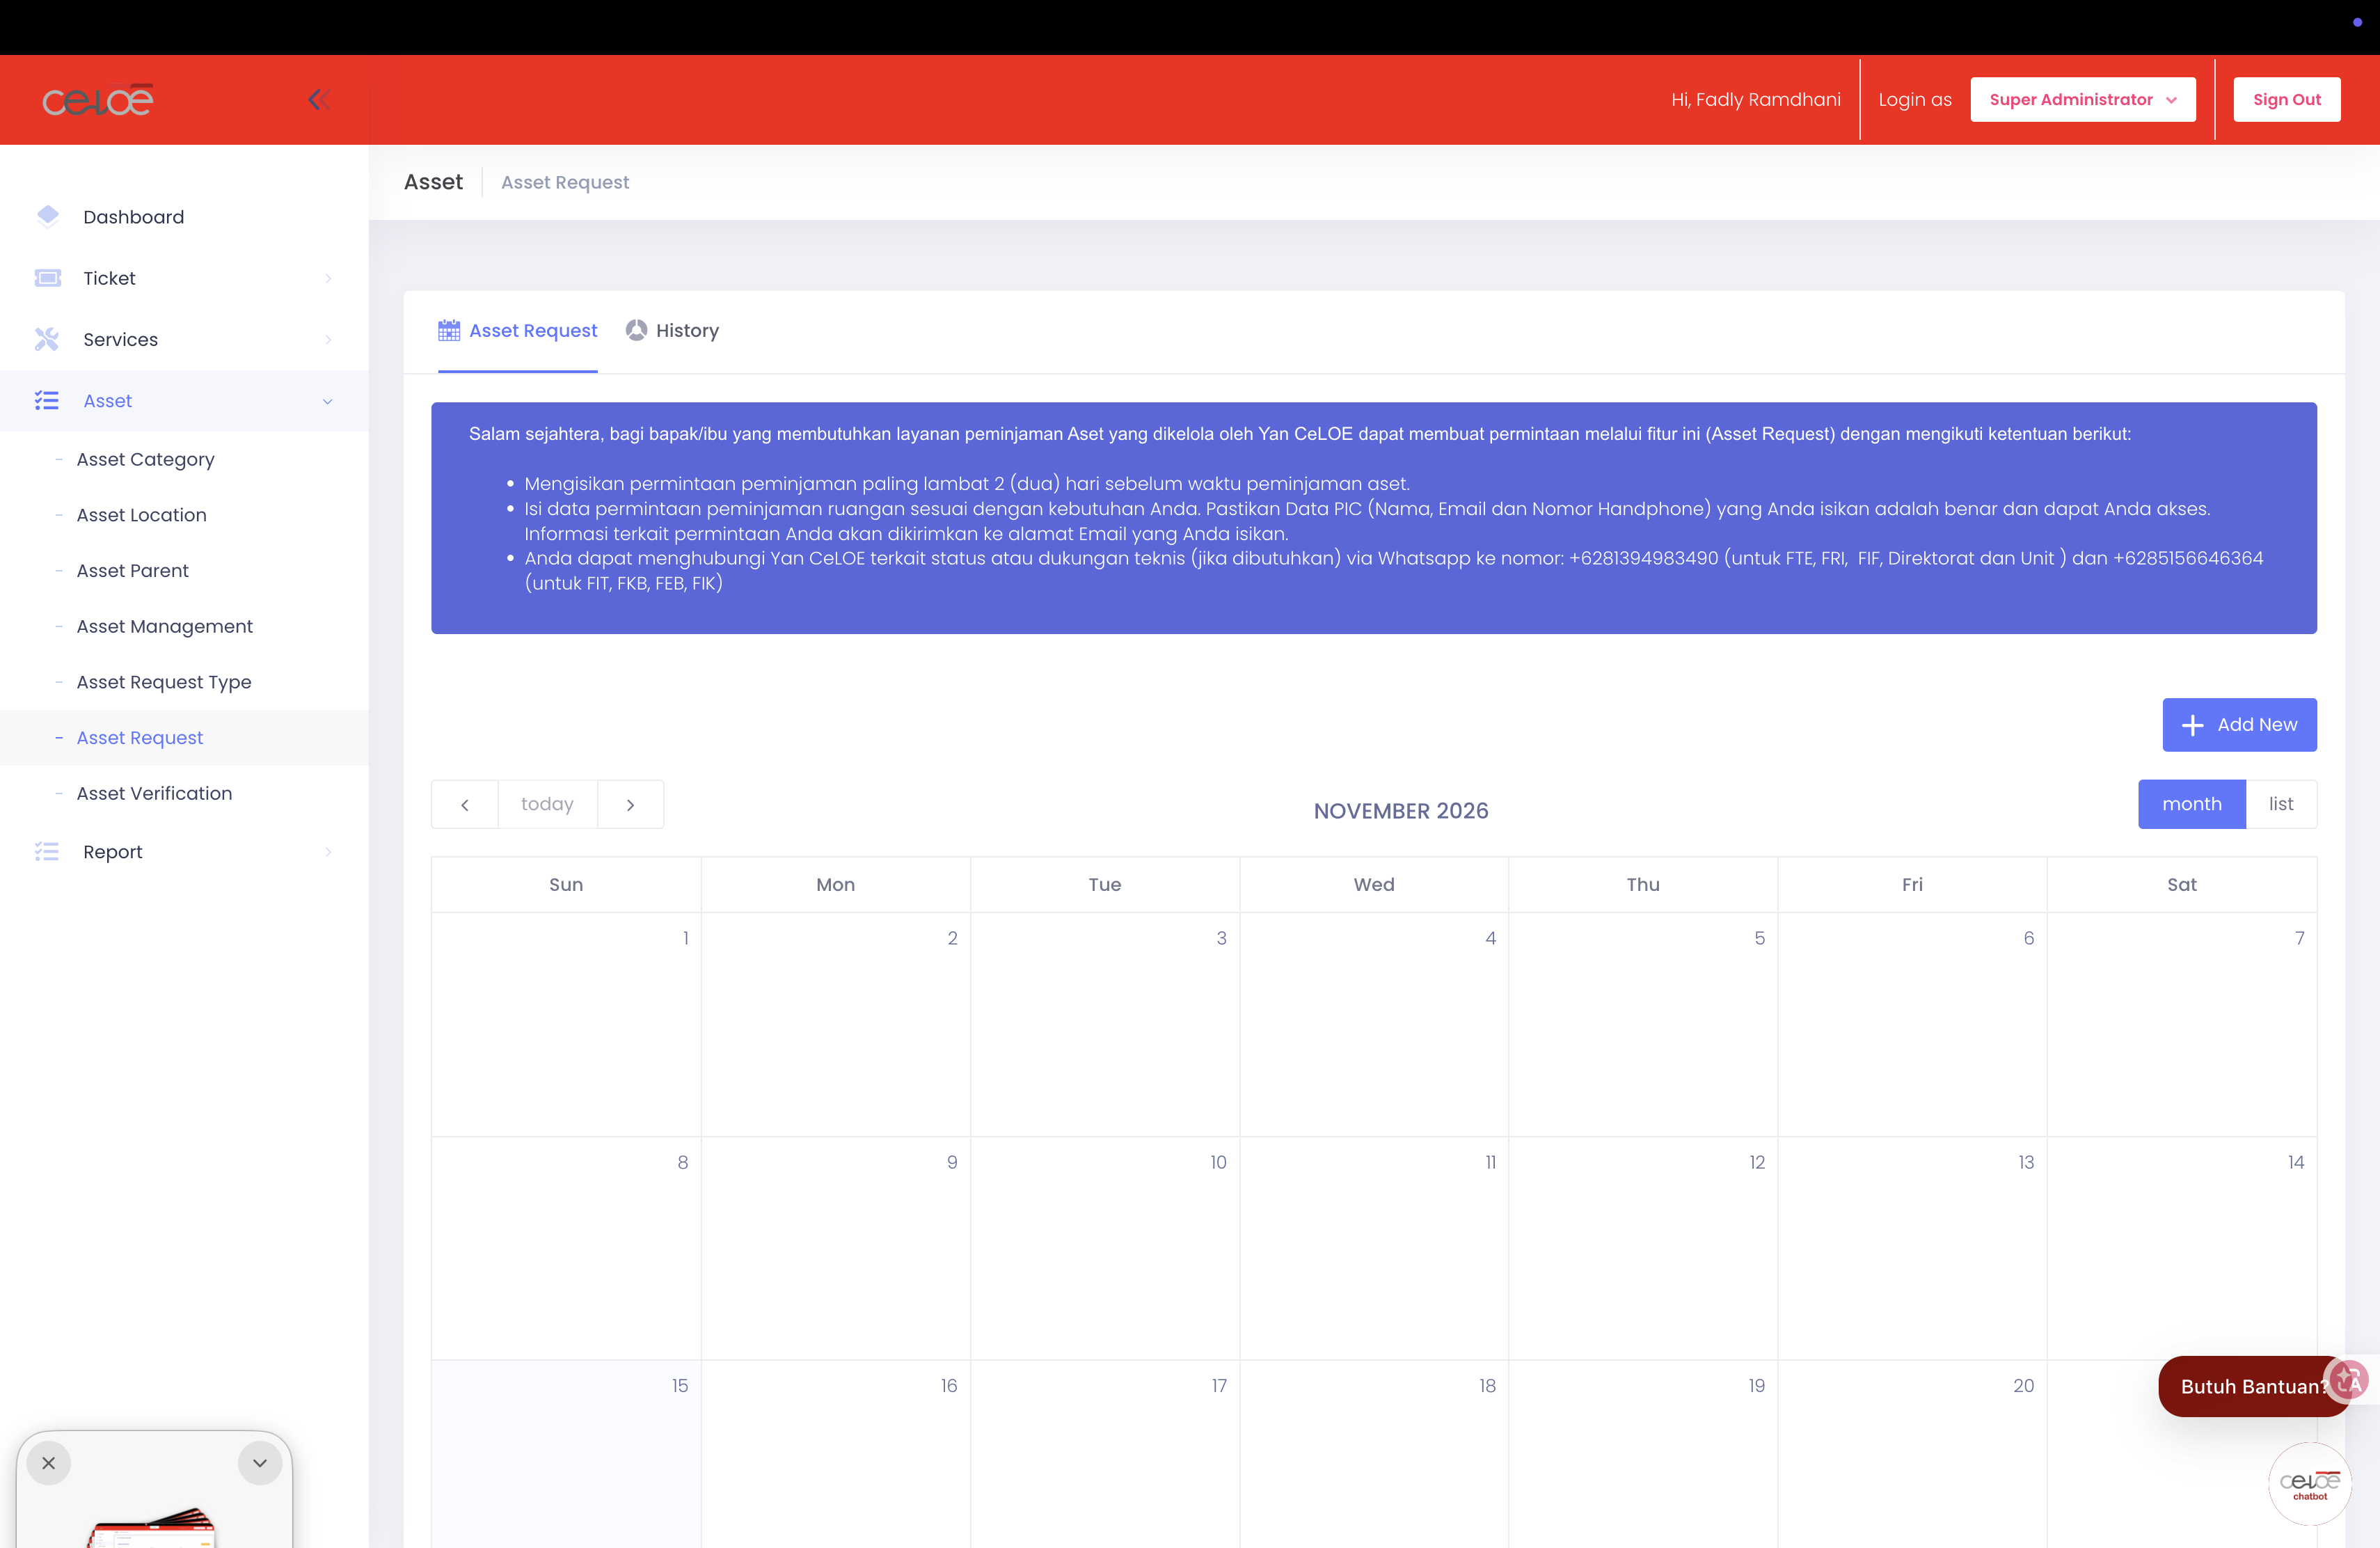 CeLOE
Hi, Fadly Ramdhani
Login as
Super Administrator
Sign Out
Asset
Asset Request
Dashboard
Ticket
Services
Asset
Asset Category
Asset Location
Asset Parent
Asset Management
Asset Request Type
Asset Request
Asset Verification
Report
Asset Request
History
Salam sejahtera, bagi bapak/ibu yang membutuhkan layanan peminjaman Aset yang dikelola oleh Yan CeLOE dapat membuat permintaan melalui fitur ini (Asset Request) dengan mengikuti ketentuan berikut:
Mengisikan permintaan peminjaman paling lambat 2 (dua) hari sebelum waktu peminjaman aset.
Isi data permintaan peminjaman ruangan sesuai dengan kebutuhan Anda. Pastikan Data PIC (Nama, Email dan Nomor Handphone) yang Anda isikan adalah benar dan dapat Anda akses.
Informasi terkait permintaan Anda akan dikirimkan ke alamat Email yang Anda isikan.
Anda dapat menghubungi Yan CeLOE terkait status atau dukungan teknis (jika dibutuhkan) via Whatsapp ke nomor: +6281394983490 (untuk FTE, FRI, FIF, Direktorat dan Unit ) dan +6285156646364
(untuk FIT, FKB, FEB, FIK)
Add New
today
NOVEMBER 2026
month
list
Sun Mon Tue Wed Thu Fri Sat
1 2 3 4 5 6 7
8 9 10 11 12 13 14
15 16 17 18 19 20
Butuh Bantuan?
CeLOE
chatbot